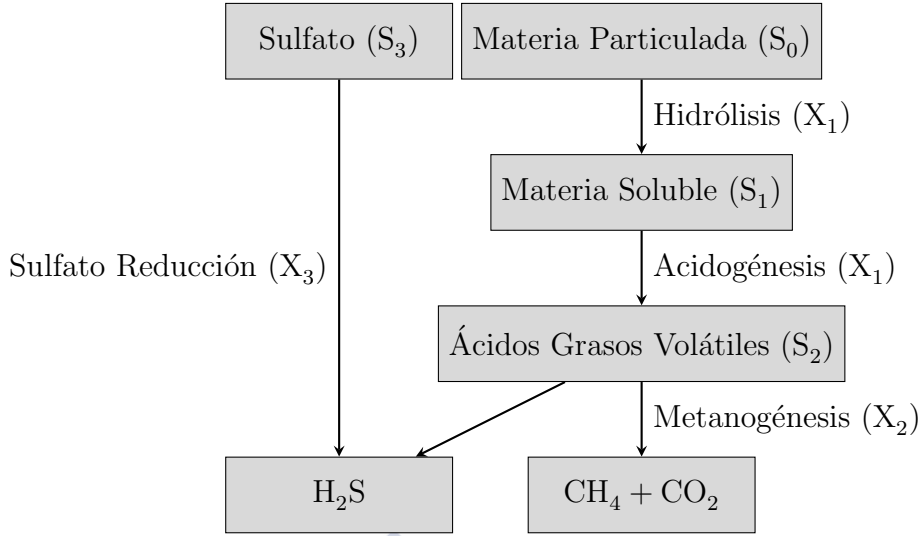 Sulfato (S₃)
Materia Particulada (S₀)
Hidrólisis (X₁)
Materia Soluble (S₁)
Sulfato Reducción (X₃)
Acidogénesis (X₁)
Ácidos Grasos Volátiles (S₂)
Metanogénesis (X₂)
H₂S
CH₄ + CO₂